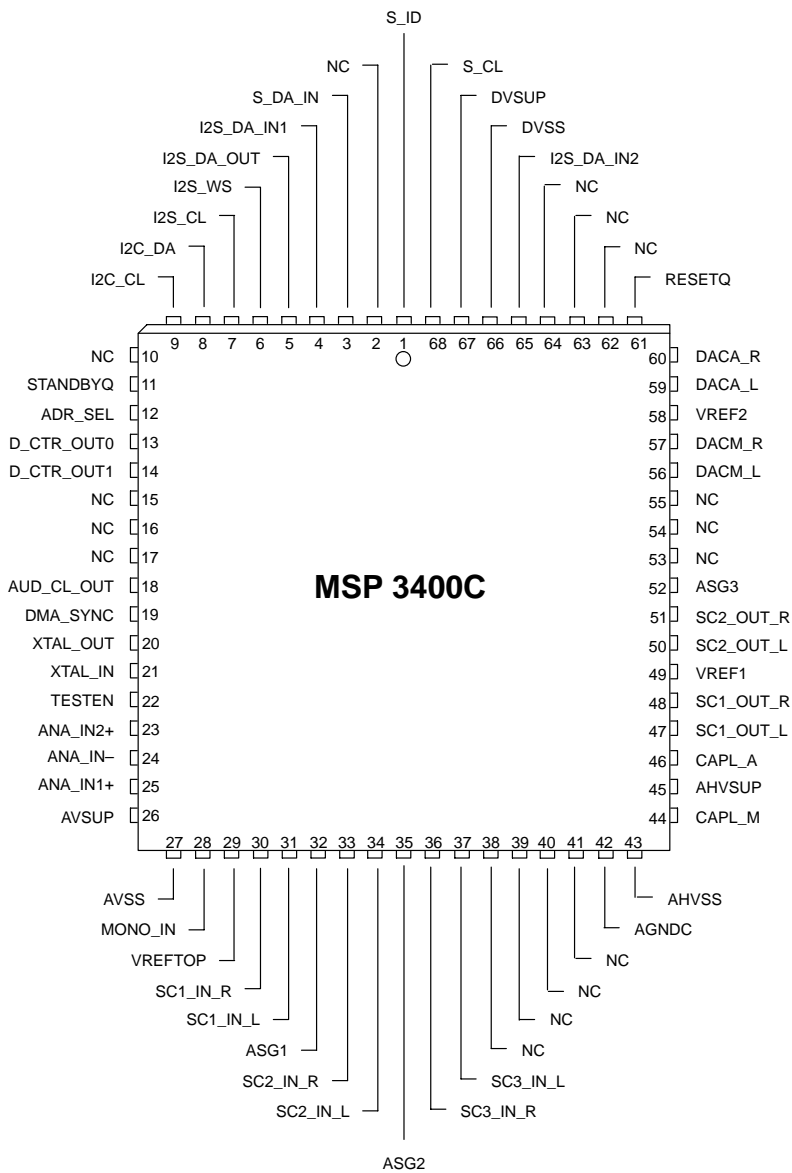 S_ID
NC
S_CL
S_DA_IN
DVSUP
I2S_DA_IN1
DVSS
I2S_DA_OUT
I2S_DA_IN2
I2S_WS
NC
I2S_CL
NC
I2C_DA
NC
I2C_CL
RESETQ
9 8 7 6 5 4 3 2 1 68 67 66 65 64 63 62 61
NC 10
60 DACA_R
STANDBYQ 11
59 DACA_L
ADR_SEL 12
58 VREF2
D_CTR_OUT0 13
57 DACM_R
D_CTR_OUT1 14
56 DACM_L
NC 15
55 NC
NC 16
54 NC
NC 17
53 NC
MSP 3400C
AUD_CL_OUT 18
52 ASG3
DMA_SYNC 19
51 SC2_OUT_R
XTAL_OUT 20
50 SC2_OUT_L
XTAL_IN 21
49 VREF1
TESTEN 22
48 SC1_OUT_R
ANA_IN2+ 23
47 SC1_OUT_L
ANA_IN– 24
46 CAPL_A
ANA_IN1+ 25
45 AHVSUP
AVSUP 26
44 CAPL_M
27 28 29 30 31 32 33 34 35 36 37 38 39 40 41 42 43
AVSS
AHVSS
MONO_IN
AGNDC
VREFTOP
NC
SC1_IN_R
NC
SC1_IN_L
NC
ASG1
NC
SC2_IN_R
SC3_IN_L
SC2_IN_L
SC3_IN_R
ASG2